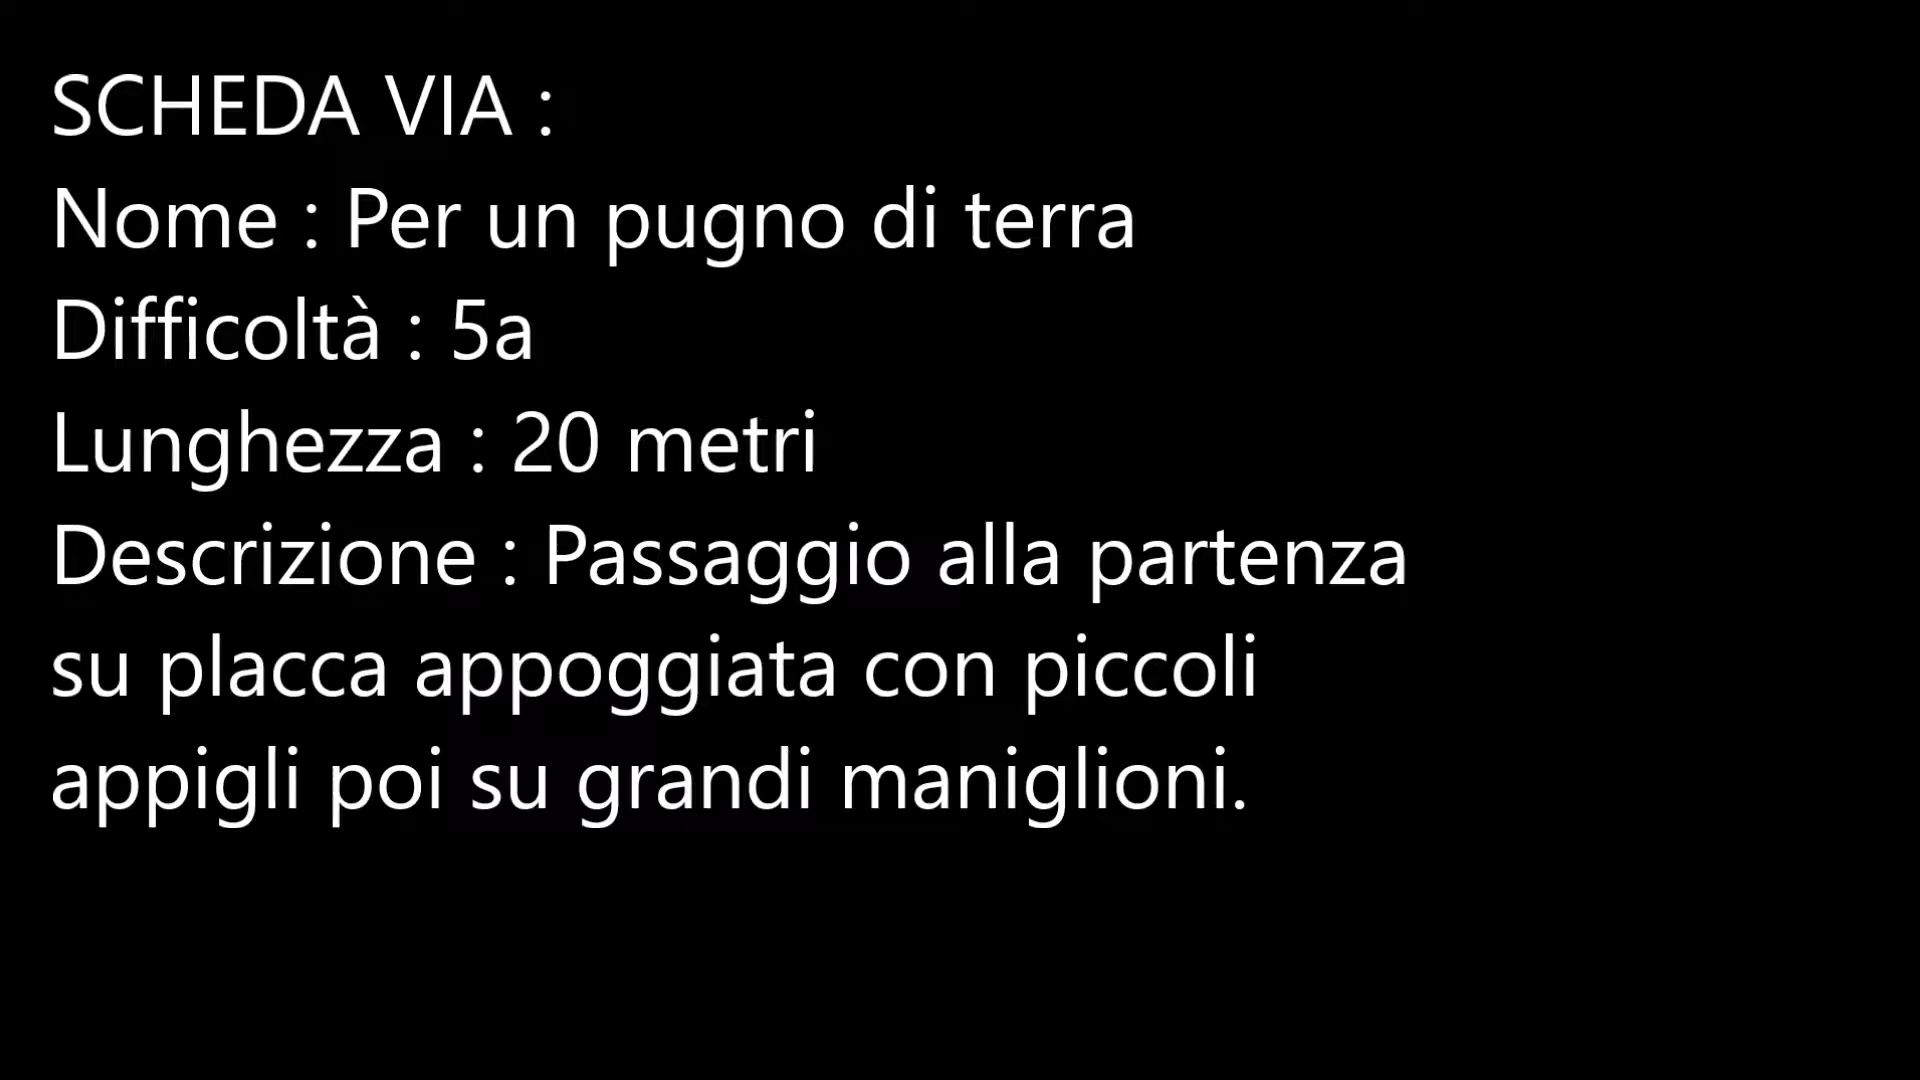 SCHEDA VIA :
Nome : Per un pugno di terra
Difficoltà : 5a
Lunghezza : 20 metri
Descrizione : Passaggio alla partenza
su placca appoggiata con piccoli
appigli poi su grandi maniglioni.